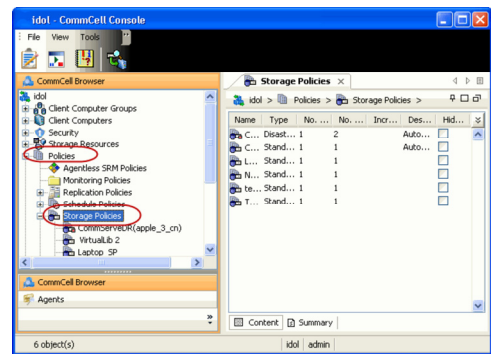 idol - CommCell Console
File View Tools
CommCell Browser
idol
Client Computer Groups
Client Computers
Security
Storage Resources
Policies
Agentless SRM Policies
Monitoring Policies
Replication Policies
Schedule Policies
Storage Policies
CommServeDR(apple_3_cn)
VirtualLib 2
Laptop SP
CommCell Browser
Agents
Storage Policies
idol > Policies > Storage Policies >
Name Type No. ... No. ... Incr... Des... Hid...
C... Disast... 1 2 Auto...
C... Stand... 1 1 Auto...
L... Stand... 1 1
N... Stand... 1 1
te... Stand... 1 1
T... Stand... 1 1
Content Summary
6 object(s) idol admin